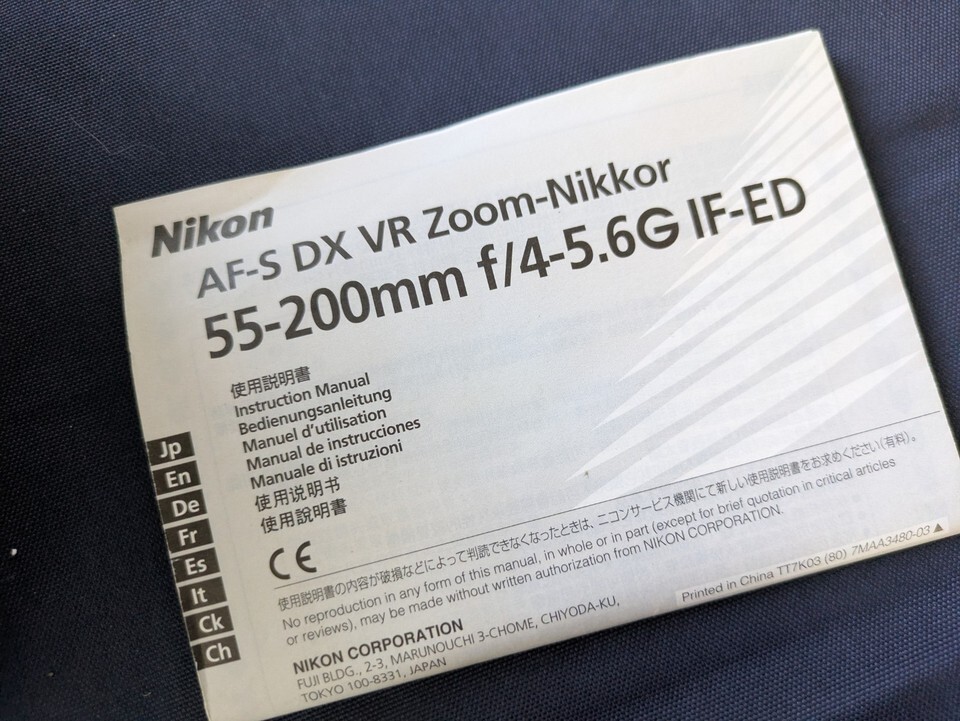 Nikon
AF-S DX VR Zoom-Nikkor
55-200mm f/4-5.6G IF-ED
使用説明書
Instruction Manual
Bedienungsanleitung
Manuel d'utilisation
Manual de instrucciones
Manuale di istruzioni
使用说明书
使用說明書
Jp
En
De
Fr
Es
It
Ck
Ch
CE
使用説明書の内容が破損などによって判読できなくなったときは、ニコンサービス機関にて新しい使用説明書をお求めください(有料)。
No reproduction in any form of this manual, in whole or in part (except for brief quotation in critical articles
or reviews), may be made without written authorization from NIKON CORPORATION.
NIKON CORPORATION
FUJI BLDG., 2-3, MARUNOUCHI 3-CHOME, CHIYODA-KU,
TOKYO 100-8331, JAPAN
Printed in China TT7K03 (80) 7MAA3480-03 ▲